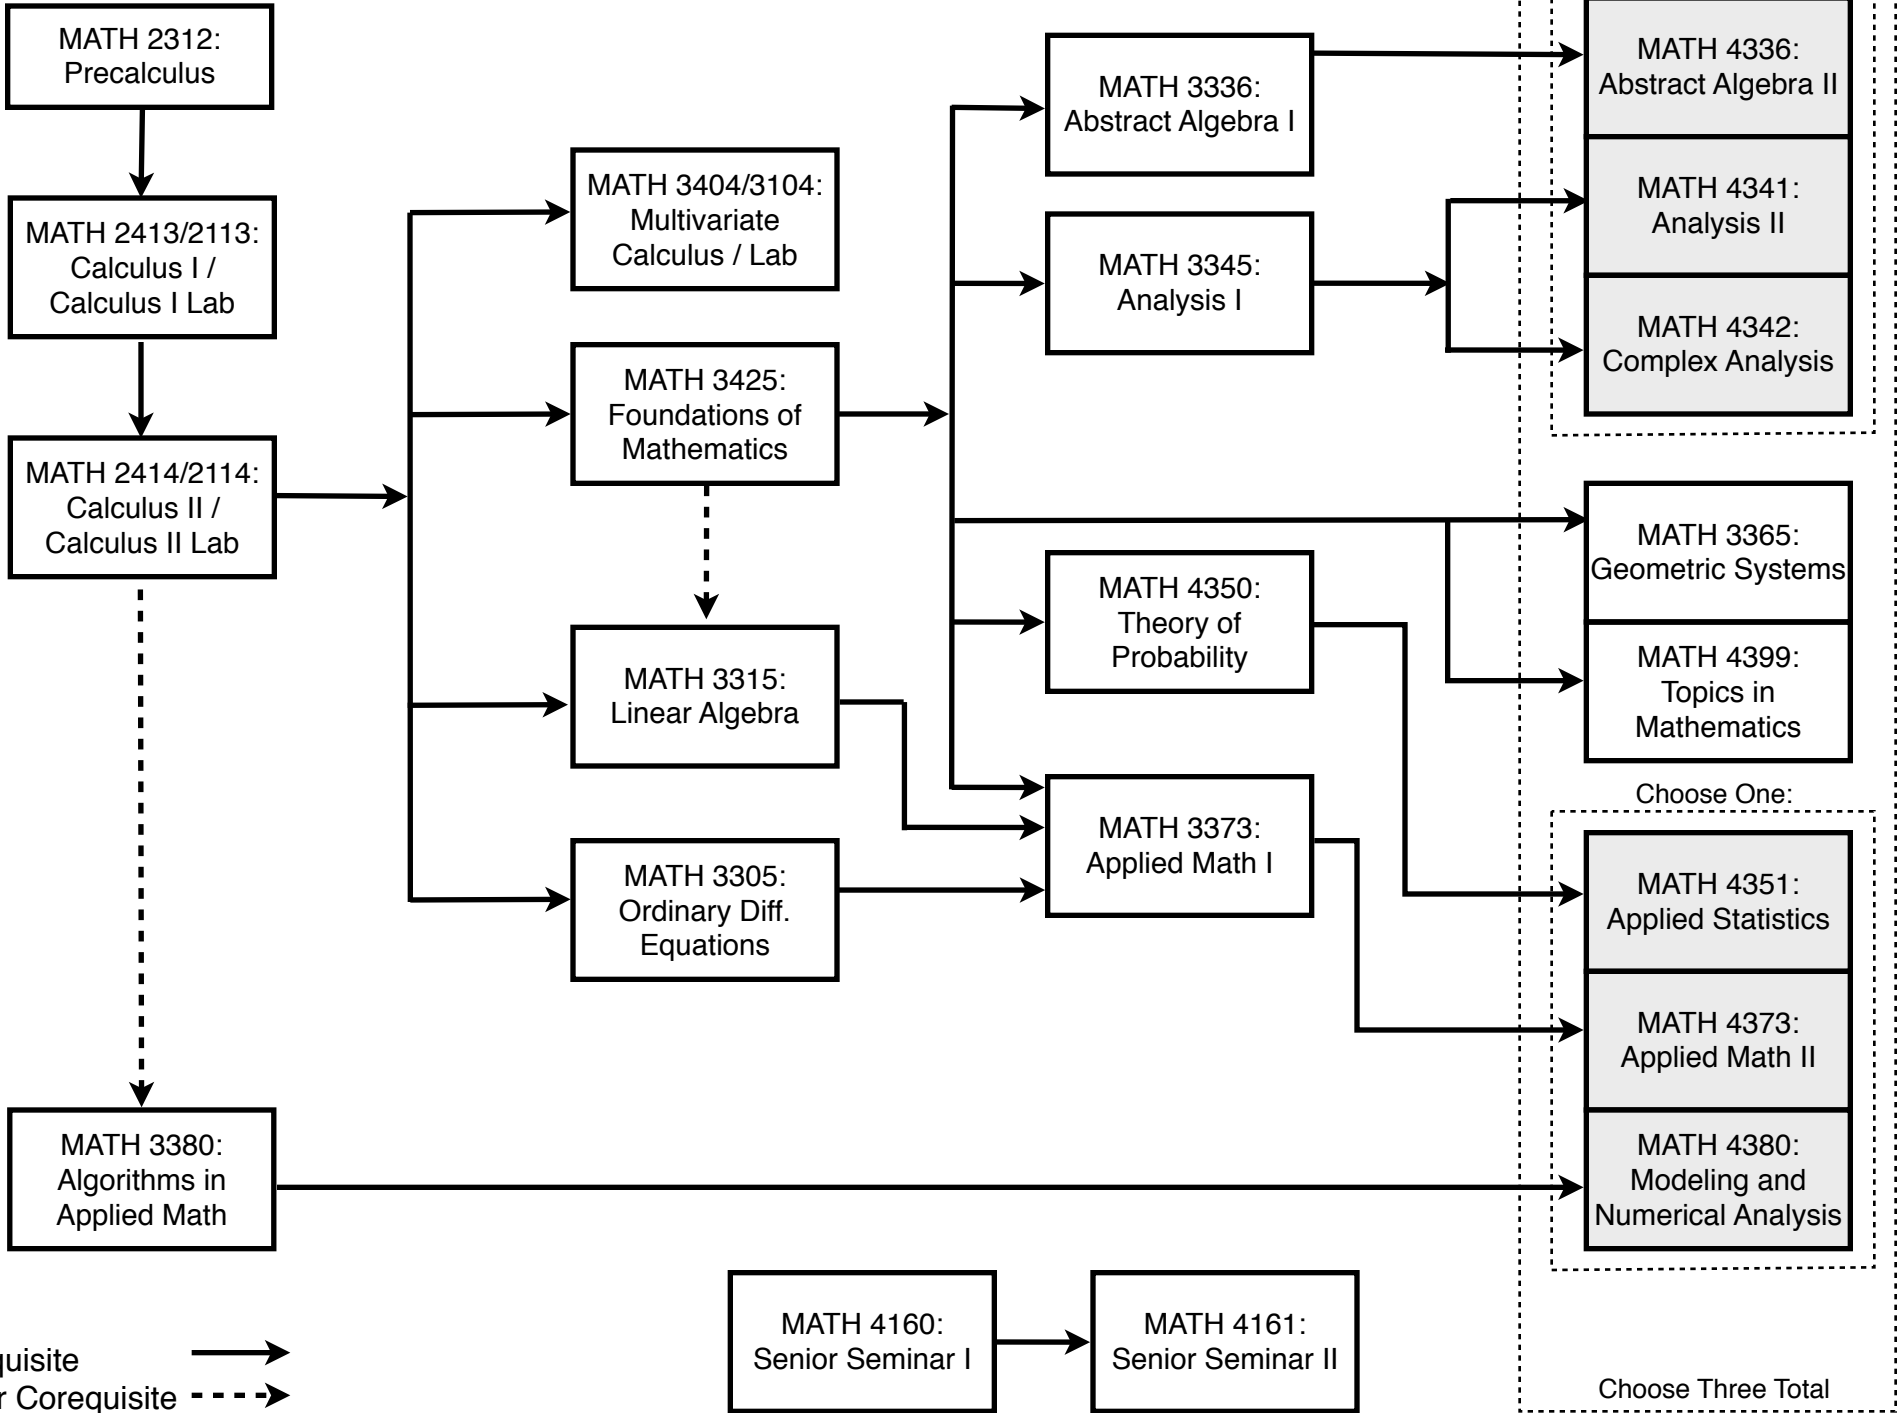 MATH 2312:
Precalculus
MATH 2413/2113:
Calculus I /
Calculus I Lab
MATH 2414/2114:
Calculus II /
Calculus II Lab
MATH 3380:
Algorithms in
Applied Math
MATH 3404/3104:
Multivariate
Calculus / Lab
MATH 3425:
Foundations of
Mathematics
MATH 3315:
Linear Algebra
MATH 3305:
Ordinary Diff.
Equations
MATH 3336:
Abstract Algebra I
MATH 3345:
Analysis I
MATH 4350:
Theory of
Probability
MATH 3373:
Applied Math I
MATH 4336:
Abstract Algebra II
MATH 4341:
Analysis II
MATH 4342:
Complex Analysis
MATH 3365:
Geometric Systems
MATH 4399:
Topics in
Mathematics
Choose One:
MATH 4351:
Applied Statistics
MATH 4373:
Applied Math II
MATH 4380:
Modeling and
Numerical Analysis
Choose Three Total
MATH 4160:
Senior Seminar I
MATH 4161:
Senior Seminar II
quisite
r Corequisite